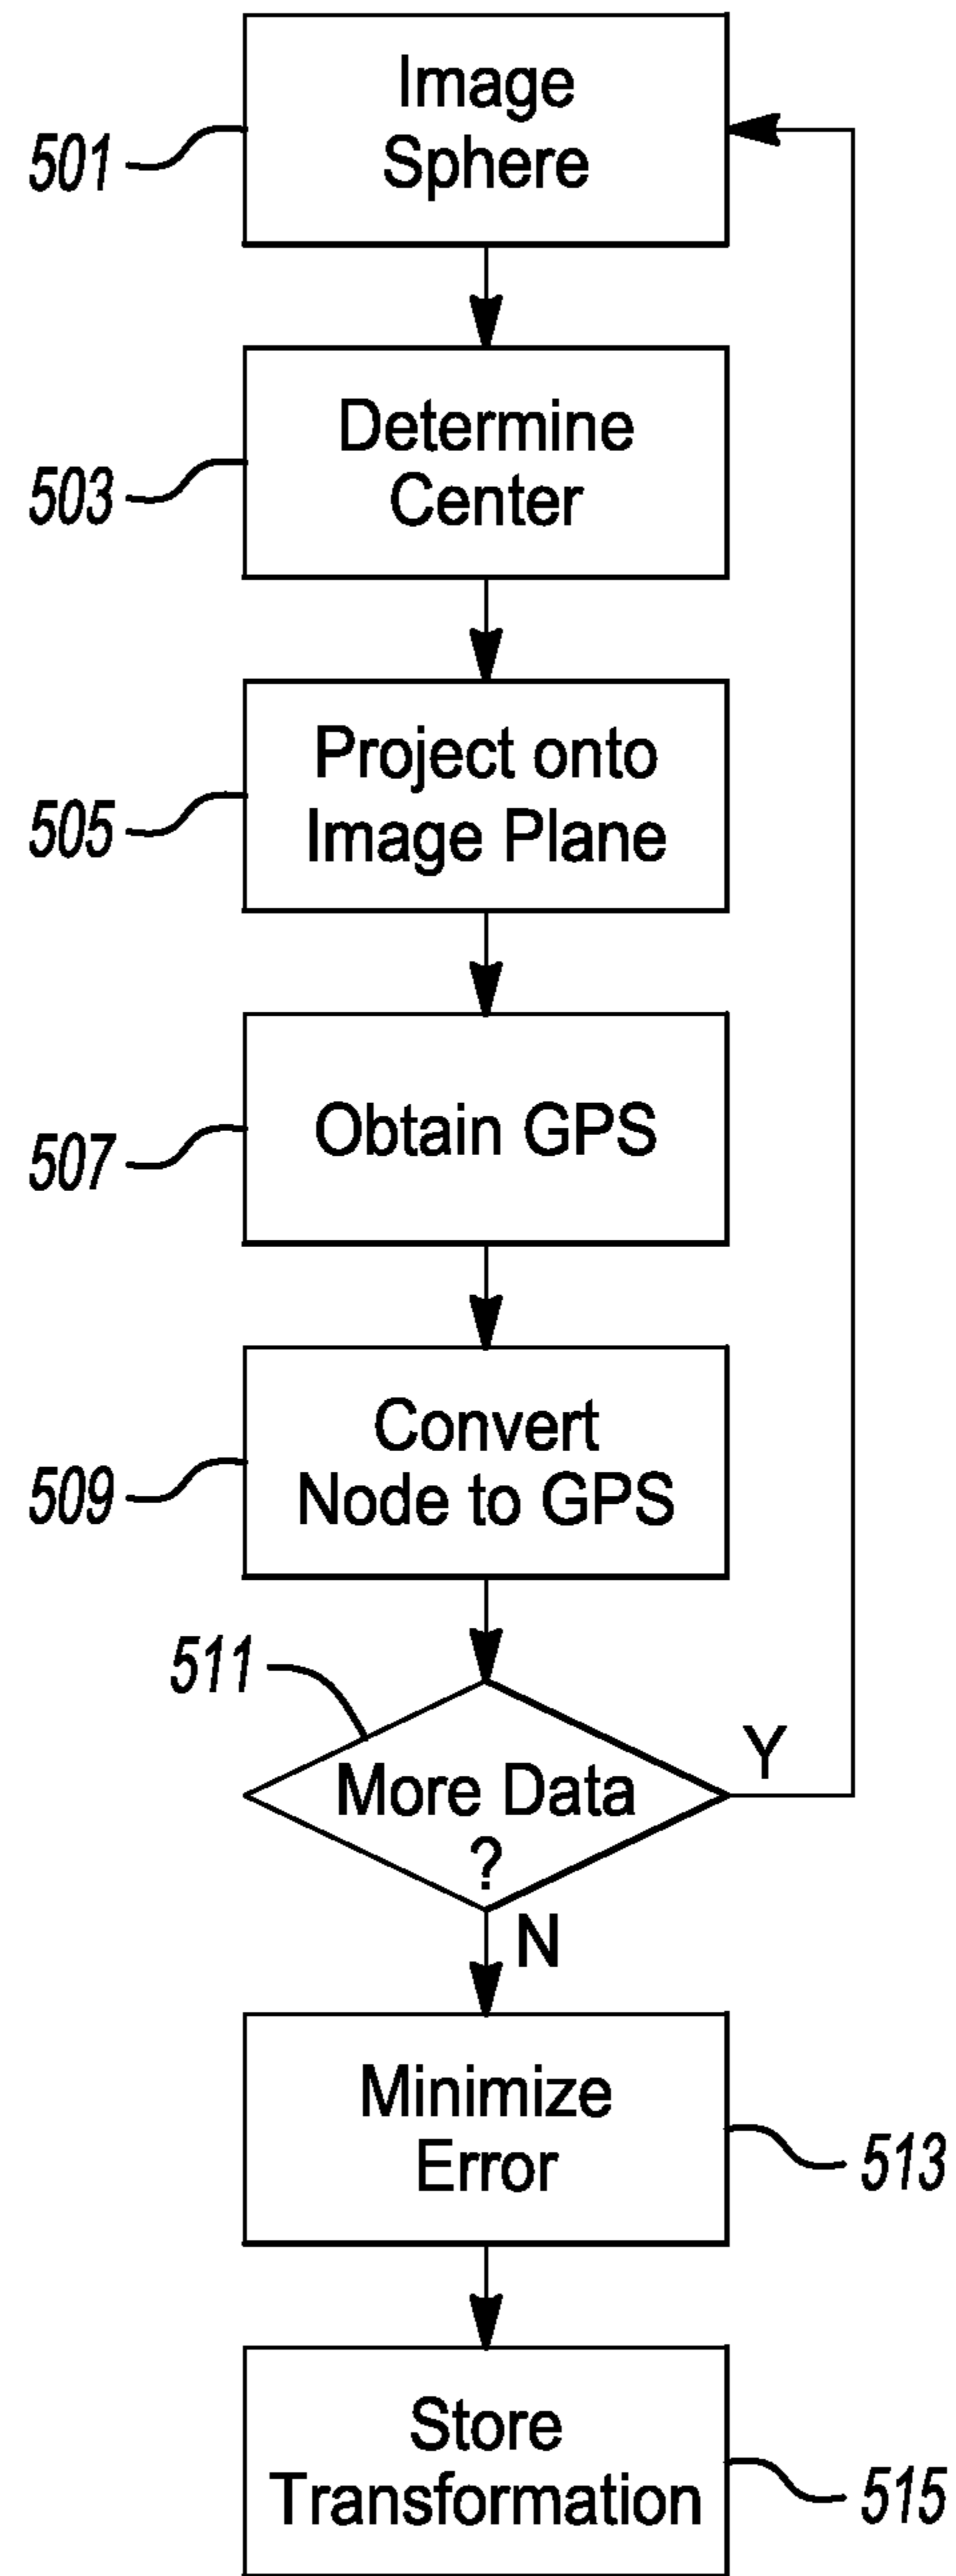 Image
Sphere
501
Determine
Center
503
Project onto
Image Plane
505
Obtain GPS
507
Convert
Node to GPS
509
511
More Data
?
Y
N
Minimize
Error
513
Store
Transformation
515